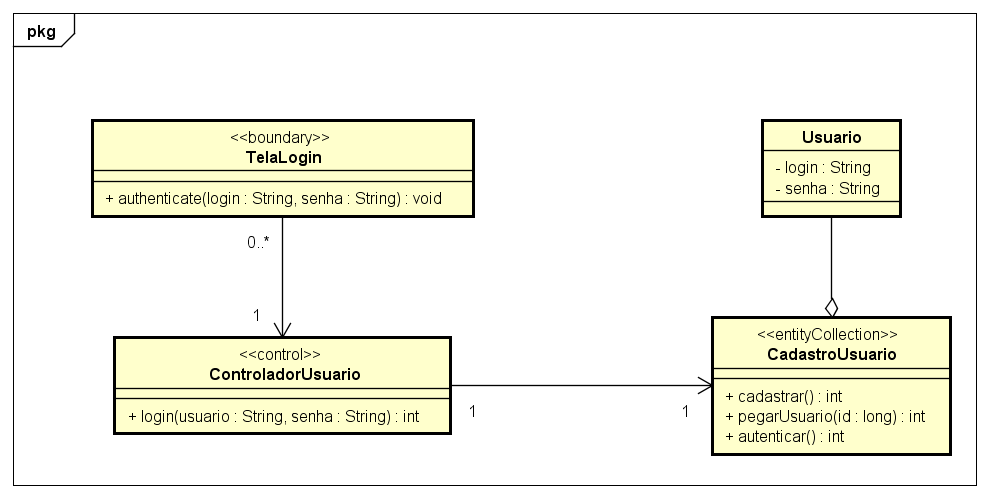 pkg
<<boundary>>
TelaLogin
+ authenticate(login : String, senha : String) : void
Usuario
- login : String
- senha : String
0..*
1
<<control>>
ControladorUsuario
+ login(usuario : String, senha : String) : int
1
1
<<entityCollection>>
CadastroUsuario
+ cadastrar() : int
+ pegarUsuario(id : long) : int
+ autenticar() : int